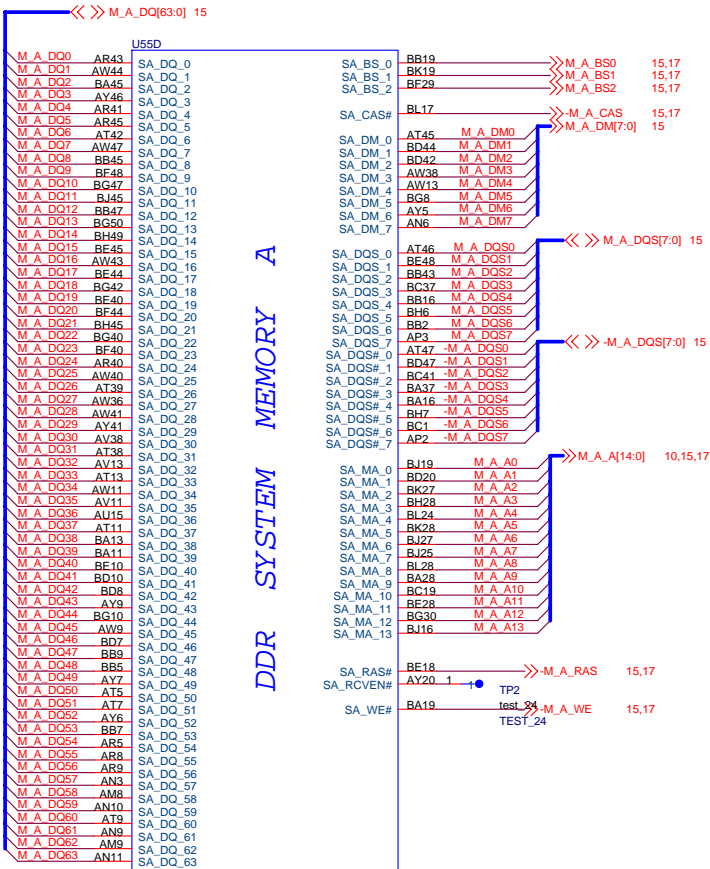 M_A_DQ[63:0] 15
U55D
M_A_DQ0 AR43 SA_DQ_0
M_A_DQ1 AW44 SA_DQ_1
M_A_DQ2 BA45 SA_DQ_2
M_A_DQ3 AY46 SA_DQ_3
M_A_DQ4 AR41 SA_DQ_4
M_A_DQ5 AR45 SA_DQ_5
M_A_DQ6 AT42 SA_DQ_6
M_A_DQ7 AW47 SA_DQ_7
M_A_DQ8 BB45 SA_DQ_8
M_A_DQ9 BF48 SA_DQ_9
M_A_DQ10 BG47 SA_DQ_10
M_A_DQ11 BJ45 SA_DQ_11
M_A_DQ12 BB47 SA_DQ_12
M_A_DQ13 BG50 SA_DQ_13
M_A_DQ14 BH49 SA_DQ_14
M_A_DQ15 BE45 SA_DQ_15
M_A_DQ16 AW43 SA_DQ_16
M_A_DQ17 BE44 SA_DQ_17
M_A_DQ18 BG42 SA_DQ_18
M_A_DQ19 BE40 SA_DQ_19
M_A_DQ20 BF44 SA_DQ_20
M_A_DQ21 BH45 SA_DQ_21
M_A_DQ22 BG40 SA_DQ_22
M_A_DQ23 BF40 SA_DQ_23
M_A_DQ24 AR40 SA_DQ_24
M_A_DQ25 AW40 SA_DQ_25
M_A_DQ26 AT39 SA_DQ_26
M_A_DQ27 AW36 SA_DQ_27
M_A_DQ28 AW41 SA_DQ_28
M_A_DQ29 AY41 SA_DQ_29
M_A_DQ30 AV38 SA_DQ_30
M_A_DQ31 AT38 SA_DQ_31
M_A_DQ32 AV13 SA_DQ_32
M_A_DQ33 AT13 SA_DQ_33
M_A_DQ34 AW11 SA_DQ_34
M_A_DQ35 AV11 SA_DQ_35
M_A_DQ36 AU15 SA_DQ_36
M_A_DQ37 AT11 SA_DQ_37
M_A_DQ38 BA13 SA_DQ_38
M_A_DQ39 BA11 SA_DQ_39
M_A_DQ40 BE10 SA_DQ_40
M_A_DQ41 BD10 SA_DQ_41
M_A_DQ42 BD8 SA_DQ_42
M_A_DQ43 AY9 SA_DQ_43
M_A_DQ44 BG10 SA_DQ_44
M_A_DQ45 AW9 SA_DQ_45
M_A_DQ46 BD7 SA_DQ_46
M_A_DQ47 BB9 SA_DQ_47
M_A_DQ48 BB5 SA_DQ_48
M_A_DQ49 AY7 SA_DQ_49
M_A_DQ50 AT5 SA_DQ_50
M_A_DQ51 AT7 SA_DQ_51
M_A_DQ52 AY6 SA_DQ_52
M_A_DQ53 BB7 SA_DQ_53
M_A_DQ54 AR5 SA_DQ_54
M_A_DQ55 AR8 SA_DQ_55
M_A_DQ56 AR9 SA_DQ_56
M_A_DQ57 AN3 SA_DQ_57
M_A_DQ58 AM8 SA_DQ_58
M_A_DQ59 AN10 SA_DQ_59
M_A_DQ60 AT9 SA_DQ_60
M_A_DQ61 AN9 SA_DQ_61
M_A_DQ62 AM9 SA_DQ_62
M_A_DQ63 AN11 SA_DQ_63
DDR SYSTEM MEMORY A
SA_BS_0 BB19 M_A_BS0 15,17
SA_BS_1 BK19 M_A_BS1 15,17
SA_BS_2 BF29 M_A_BS2 15,17
SA_CAS# BL17 -M_A_CAS 15,17
M_A_DM[7:0] 15
SA_DM_0 AT45 M_A_DM0
SA_DM_1 BD44 M_A_DM1
SA_DM_2 BD42 M_A_DM2
SA_DM_3 AW38 M_A_DM3
SA_DM_4 AW13 M_A_DM4
SA_DM_5 BG8 M_A_DM5
SA_DM_6 AY5 M_A_DM6
SA_DM_7 AN6 M_A_DM7
M_A_DQS[7:0] 15
SA_DQS_0 AT46 M_A_DQS0
SA_DQS_1 BE48 M_A_DQS1
SA_DQS_2 BB43 M_A_DQS2
SA_DQS_3 BC37 M_A_DQS3
SA_DQS_4 BB16 M_A_DQS4
SA_DQS_5 BH6 M_A_DQS5
SA_DQS_6 BB2 M_A_DQS6
SA_DQS_7 AP3 M_A_DQS7
-M_A_DQS[7:0] 15
SA_DQS#_0 AT47 -M_A_DQS0
SA_DQS#_1 BD47 -M_A_DQS1
SA_DQS#_2 BC41 -M_A_DQS2
SA_DQS#_3 BA37 -M_A_DQS3
SA_DQS#_4 BA16 -M_A_DQS4
SA_DQS#_5 BH7 -M_A_DQS5
SA_DQS#_6 BC1 -M_A_DQS6
SA_DQS#_7 AP2 -M_A_DQS7
M_A_A[14:0] 10,15,17
SA_MA_0 BJ19 M_A_A0
SA_MA_1 BD20 M_A_A1
SA_MA_2 BK27 M_A_A2
SA_MA_3 BH28 M_A_A3
SA_MA_4 BL24 M_A_A4
SA_MA_5 BK28 M_A_A5
SA_MA_6 BJ27 M_A_A6
SA_MA_7 BJ25 M_A_A7
SA_MA_8 BL28 M_A_A8
SA_MA_9 BA28 M_A_A9
SA_MA_10 BC19 M_A_A10
SA_MA_11 BE28 M_A_A11
SA_MA_12 BG30 M_A_A12
SA_MA_13 BJ16 M_A_A13
SA_RAS# BE18 -M_A_RAS 15,17
SA_RCVEN# AY20 1 1
TP2
SA_WE# BA19 test_24 -M_A_WE 15,17
TEST_24